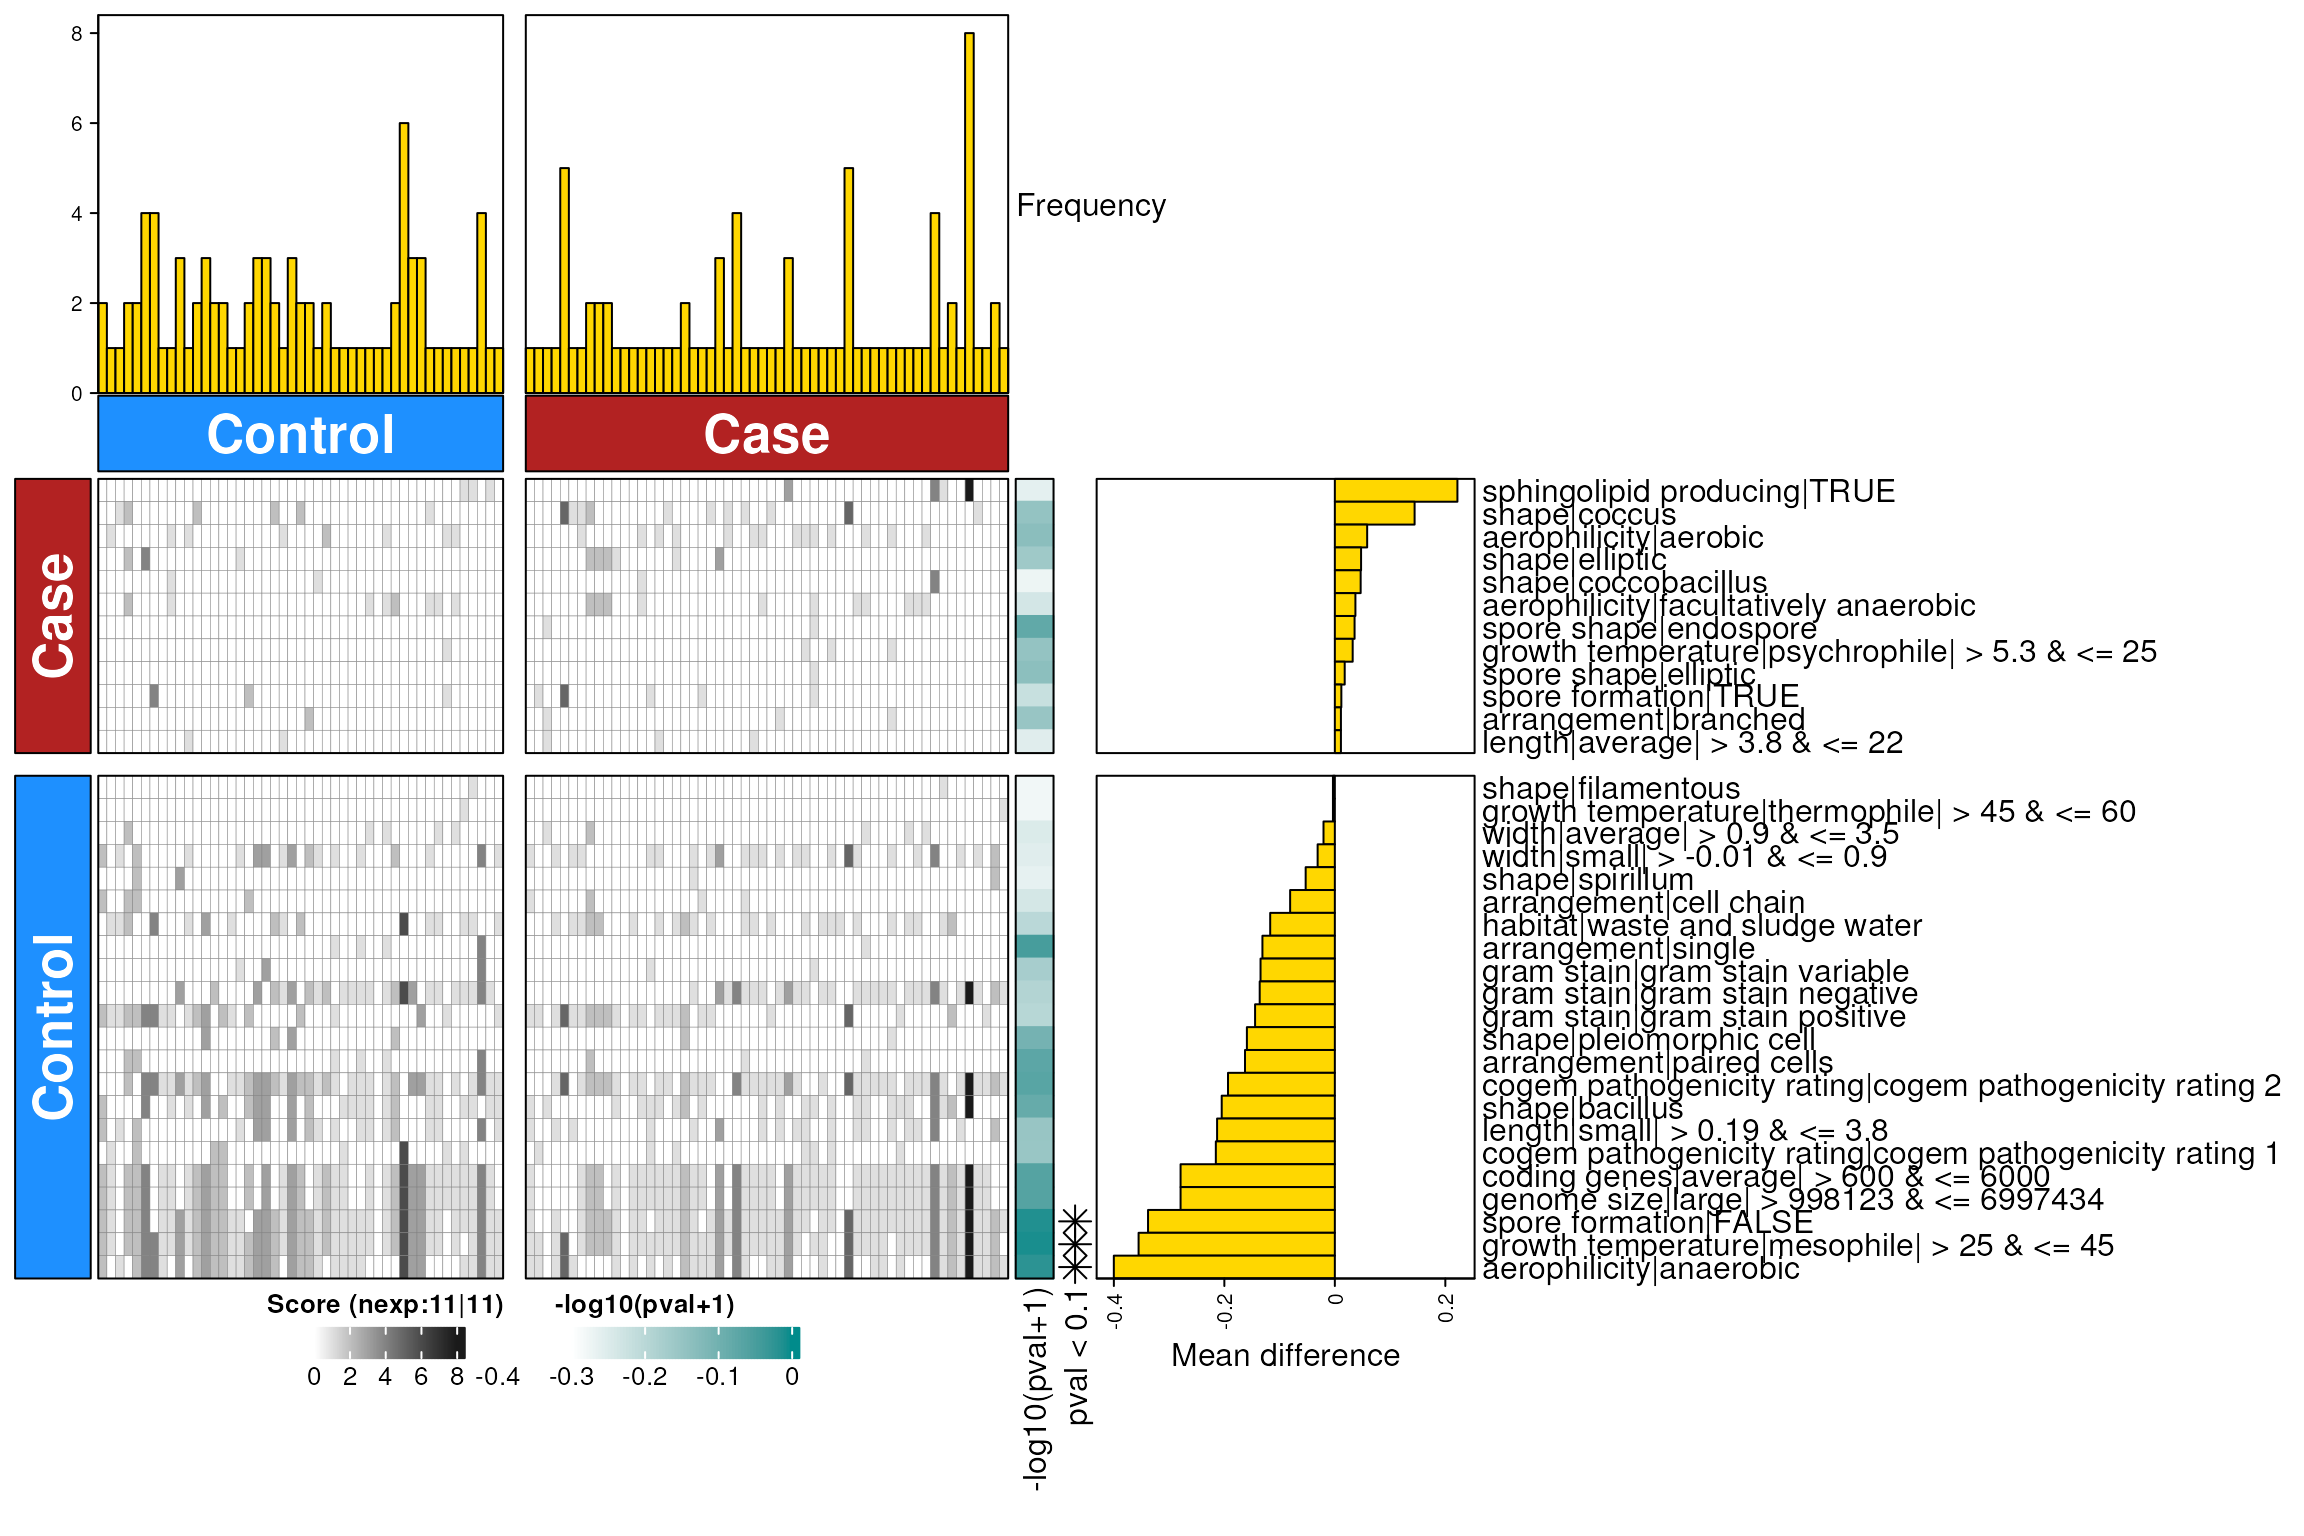 8
6
4
2
0
Frequency
Control
Case
Case
sphingolipid producing|TRUE
shape|coccus
aerophilicity|aerobic
shape|elliptic
shape|coccobacillus
aerophilicity|facultatively anaerobic
spore shape|endospore
growth temperature|psychrophile| > 5.3 & <= 25
spore shape|elliptic
spore formation|TRUE
arrangement|branched
length|average| > 3.8 & <= 22
Control
shape|filamentous
growth temperature|thermophile| > 45 & <= 60
width|average| > 0.9 & <= 3.5
width|small| > -0.01 & <= 0.9
shape|spirillum
arrangement|cell chain
habitat|waste and sludge water
arrangement|single
gram stain|gram stain variable
gram stain|gram stain negative
gram stain|gram stain positive
shape|pleiomorphic cell
arrangement|paired cells
cogem pathogenicity rating|cogem pathogenicity rating 2
shape|bacillus
length|small| > 0.19 & <= 3.8
cogem pathogenicity rating|cogem pathogenicity rating 1
coding genes|average| > 600 & <= 6000
genome size|large| > 998123 & <= 6997434
spore formation|FALSE
growth temperature|mesophile| > 25 & <= 45
aerophilicity|anaerobic
-0.4 -0.2 0 0.2
Mean difference
-log10(pval+1)
pval < 0.1
Score (nexp:11|11)
0 2 4 6 8
-log10(pval+1)
-0.4 -0.3 -0.2 -0.1 0